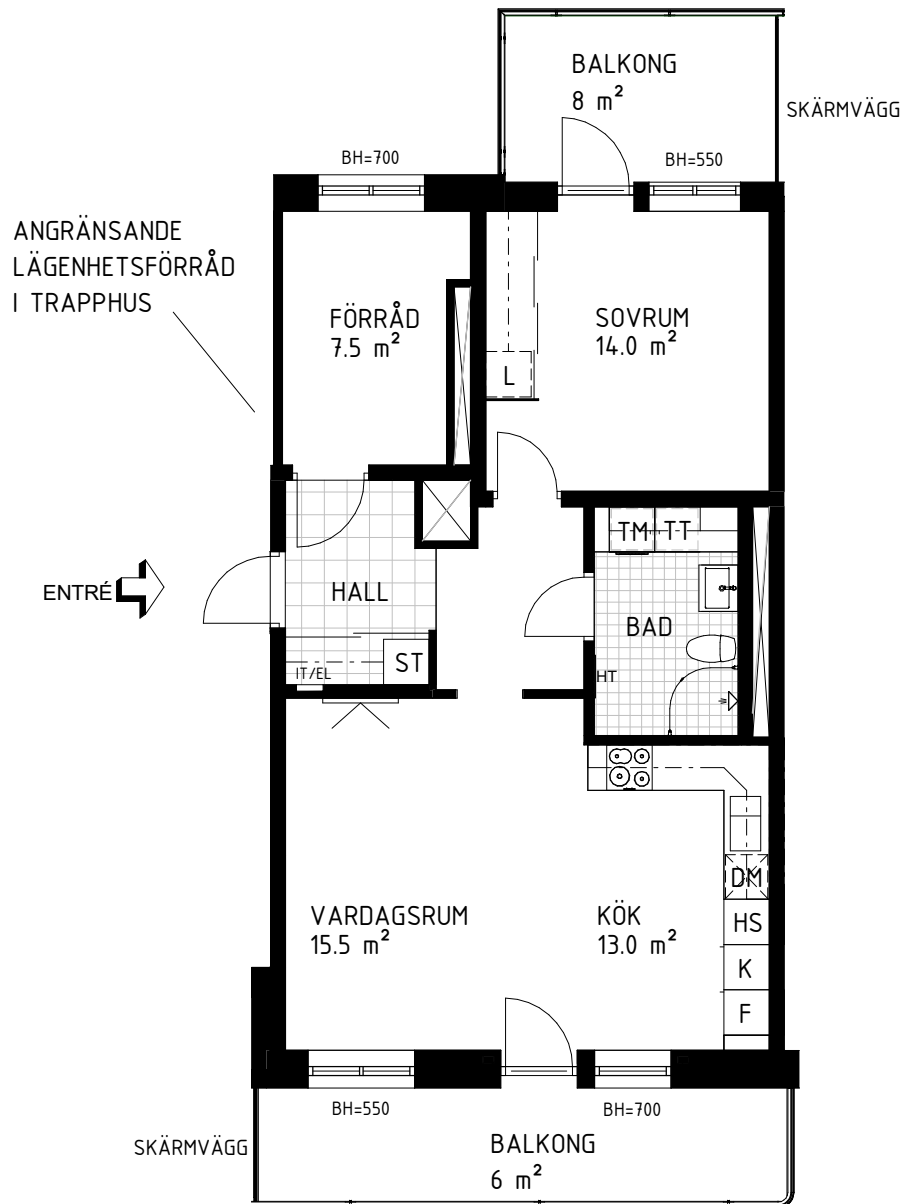 BALKONG
8 m²
SKÄRMVÄGG
BH=700
BH=550
ANGRÄNSANDE
LÄGENHETSFÖRRÅD
I TRAPPHUS
FÖRRÅD
7.5 m²
SOVRUM
14.0 m²
L
TM
TT
ENTRÉ
HALL
BAD
ST
IT/EL
HT
DM
VARDAGSRUM
15.5 m²
KÖK
13.0 m²
HS
K
F
BH=550
BH=700
SKÄRMVÄGG
BALKONG
6 m²